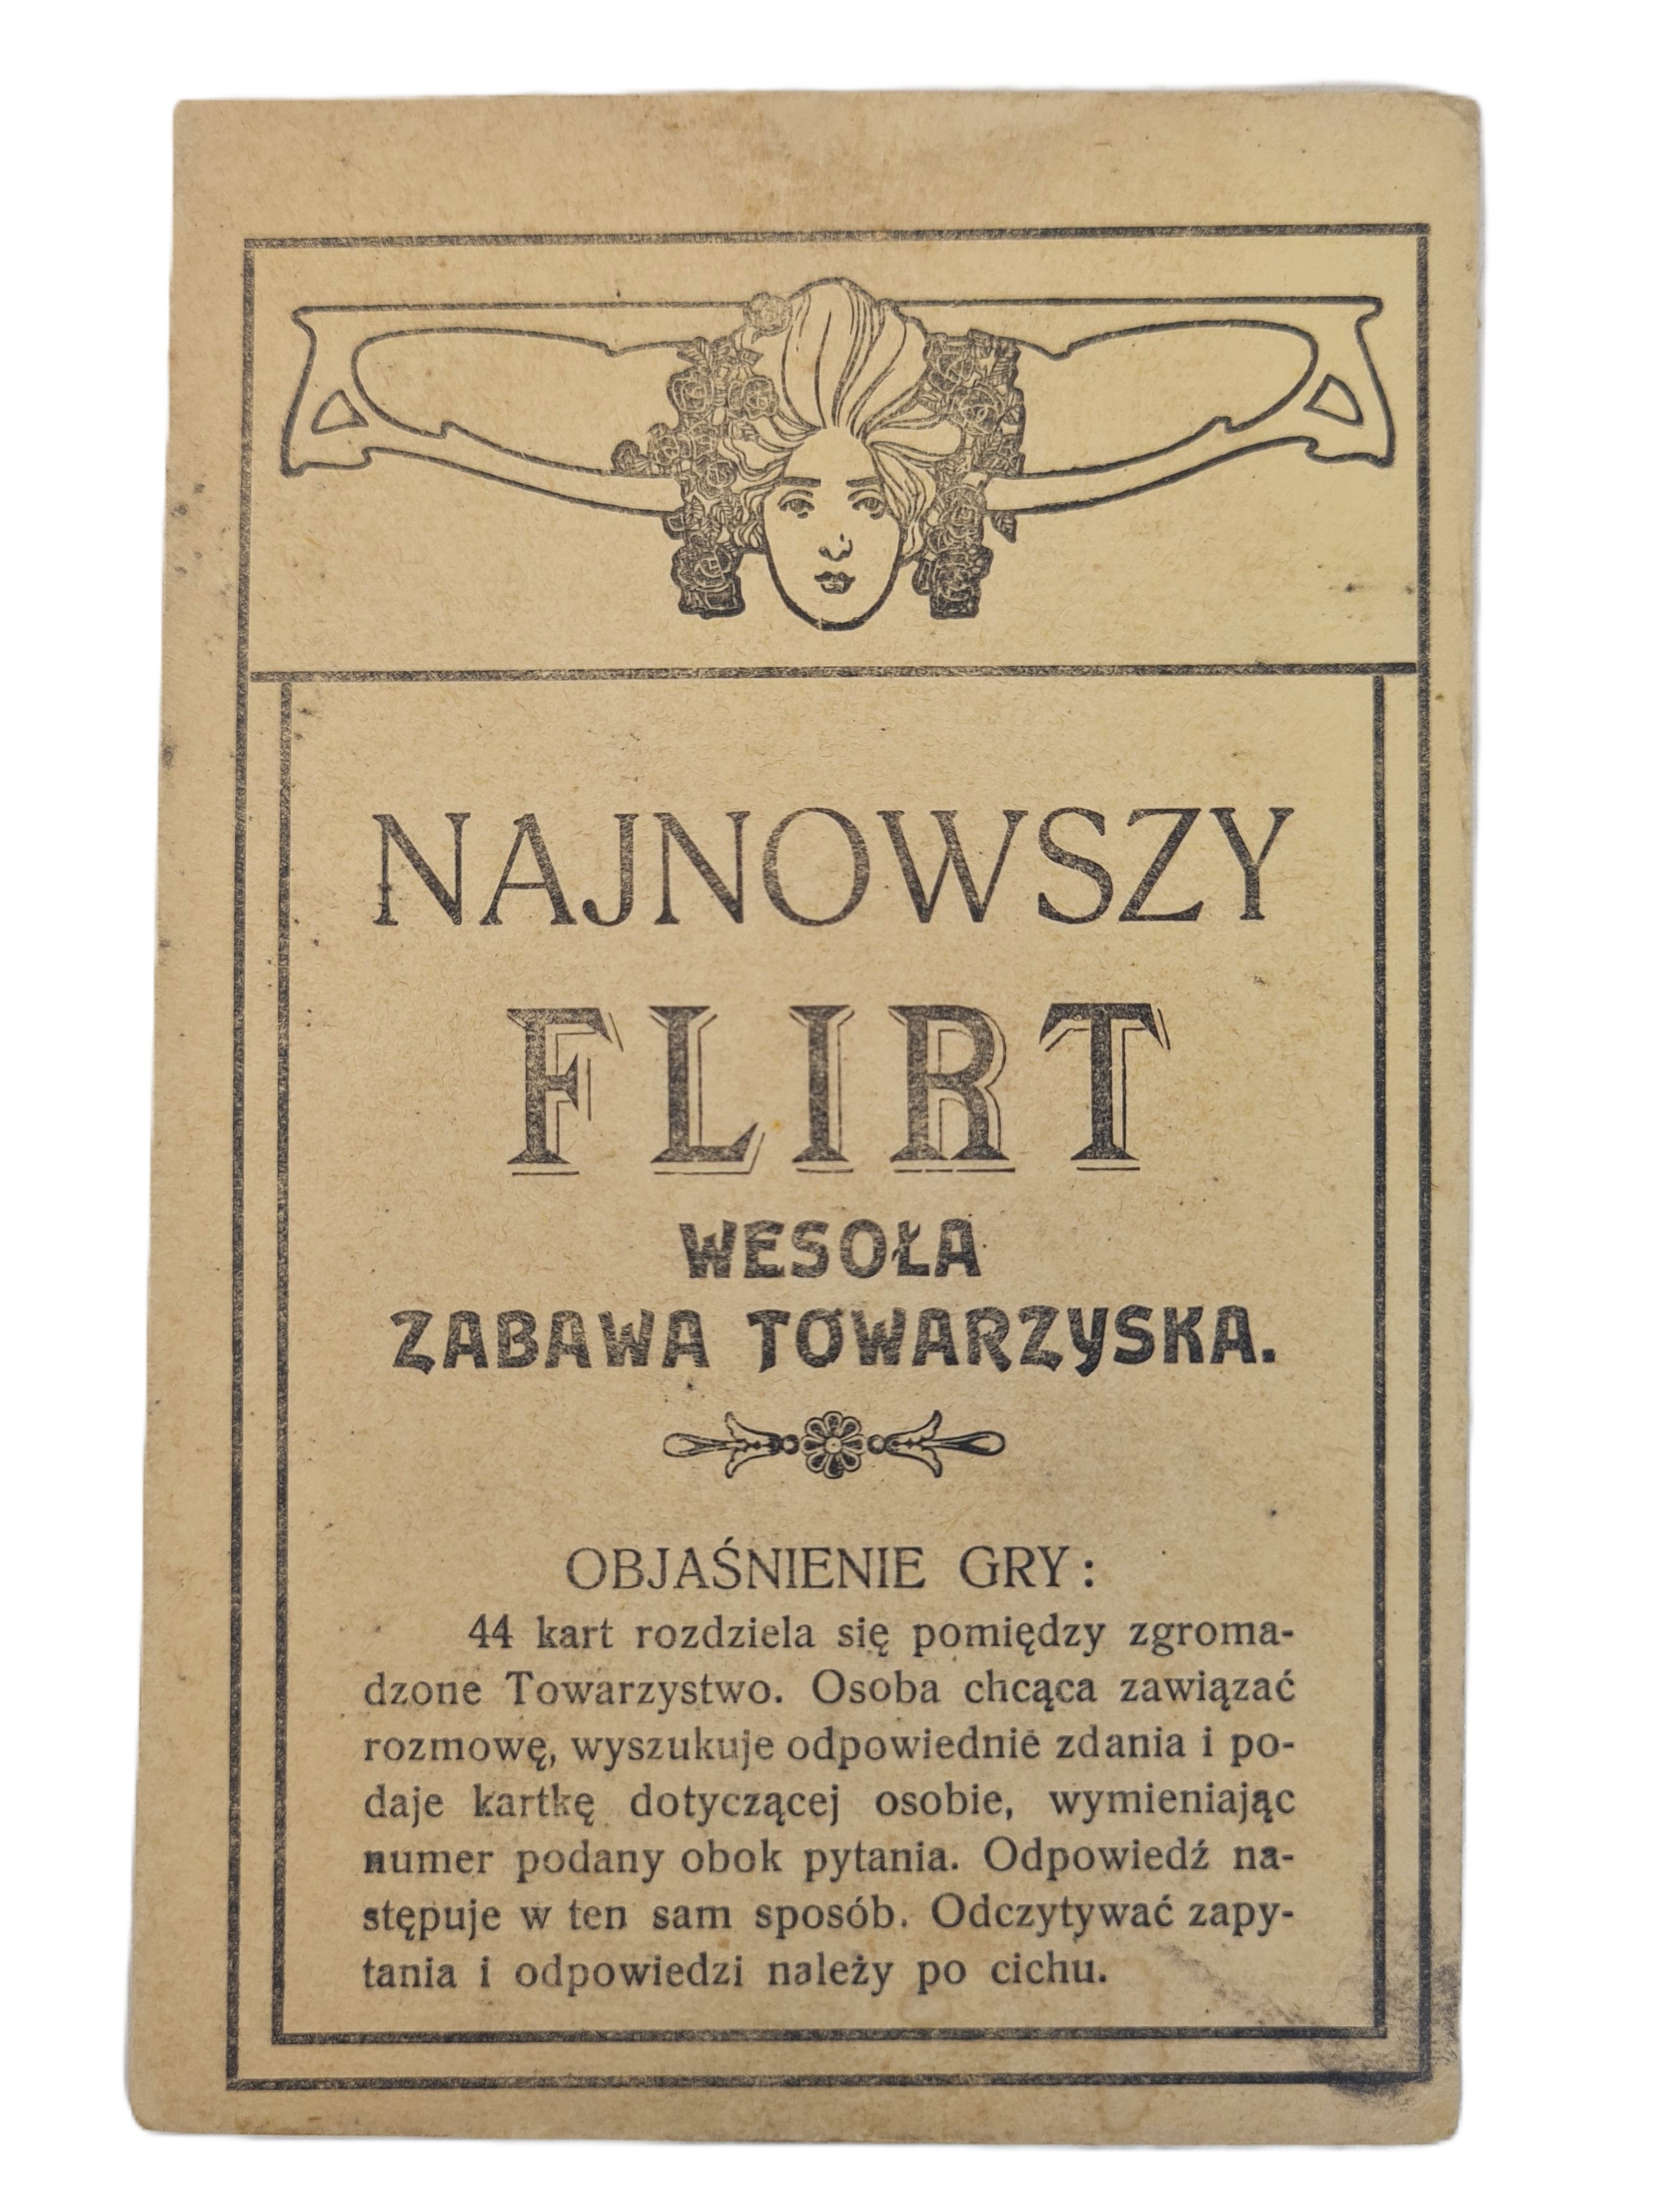 NAJNOWSZY
FLIRT
WESOŁA
ZABAWA TOWARZYSKA.
OBJAŚNIENIE GRY:
44 kart rozdziela się pomiędzy zgroma-
dzone Towarzystwo. Osoba chcąca zawiązać
rozmowę, wyszukuje odpowiednie zdania i po-
daje kartkę dotyczącej osobie, wymieniając
numer podany obok pytania. Odpowiedź na-
stępuje w ten sam sposób. Odczytywać zapy-
tania i odpowiedzi należy po cichu.